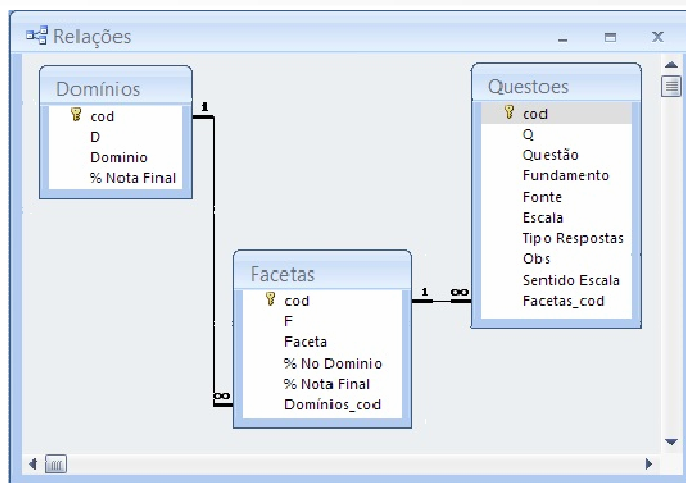 Relações
Domínios
cod
D
Dominio
% Nota Final
1
∞
Facetas
cod
F
Faceta
% No Dominio
% Nota Final
Domínios_cod
1
∞
Questoes
cod
Q
Questão
Fundamento
Fonte
Escala
Tipo Respostas
Obs
Sentido Escala
Facetas_cod